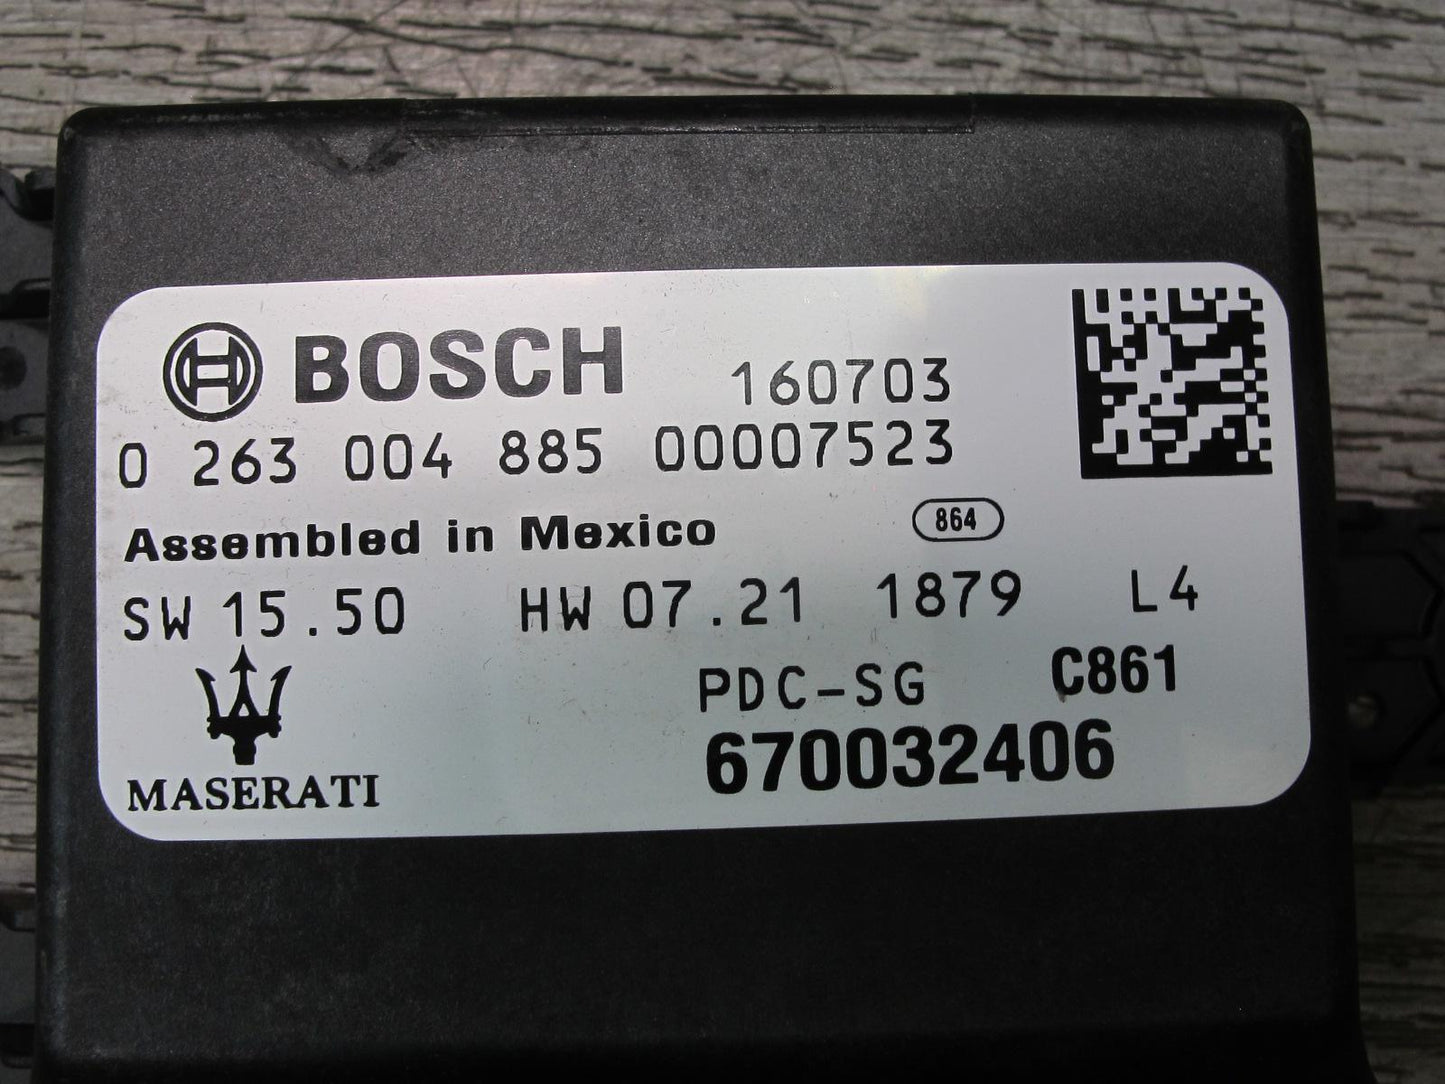 BOSCH 160703
0 263 004 885 00007523
Assembled in Mexico 864
SW 15.50 HW 07.21 1879 L4
PDC-SG C861
MASERATI 670032406